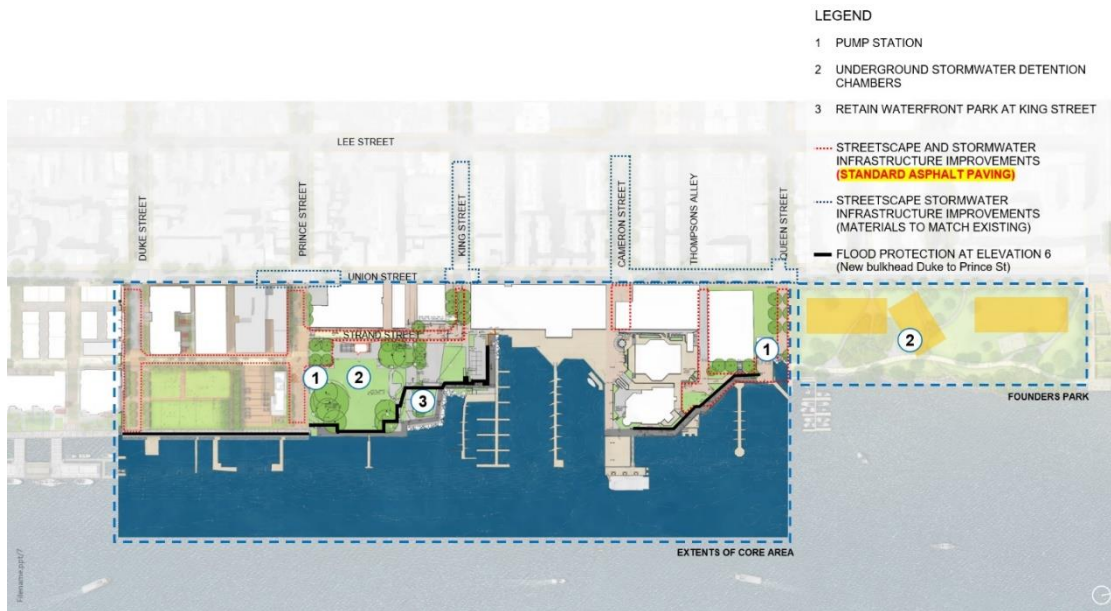 LEGEND
1 PUMP STATION
2 UNDERGROUND STORMWATER DETENTION
CHAMBERS
3 RETAIN WATERFRONT PARK AT KING STREET
STREETSCAPE AND STORMWATER
INFRASTRUCTURE IMPROVEMENTS
(STANDARD ASPHALT PAVING)
STREETSCAPE STORMWATER
INFRASTRUCTURE IMPROVEMENTS
(MATERIALS TO MATCH EXISTING)
FLOOD PROTECTION AT ELEVATION 6
(New bulkhead Duke to Prince St)
LEE STREET
DUKE STREET
PRINCE STREET
KING STREET
CAMERON STREET
THOMPSONS ALLEY
QUEEN STREET
UNION STREET
STRAND STREET
1
2
3
1
2
FOUNDERS PARK
EXTENTS OF CORE AREA
Filename.ppt/7